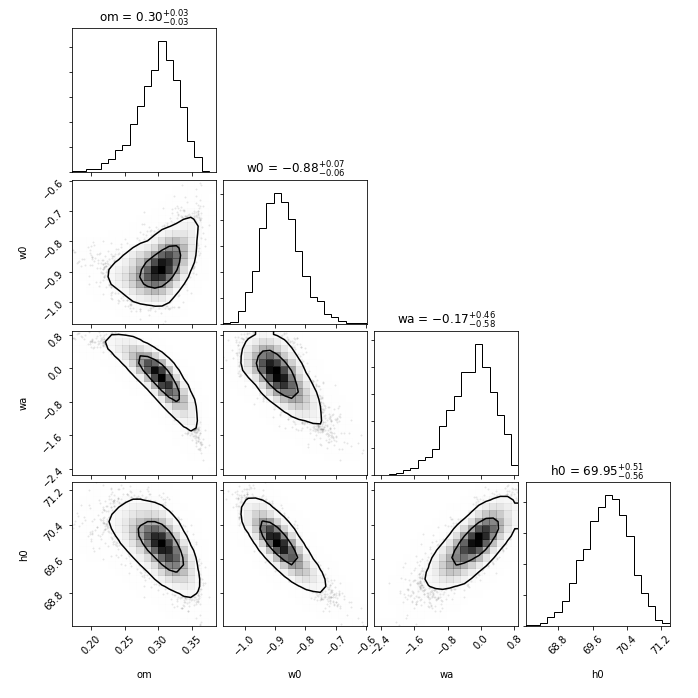 om = 0.30+0.03−0.03
w0 = −0.88+0.07−0.06
−0.6
−0.7
−0.8
−0.9
−1.0
w0
wa = −0.17+0.46−0.58
0.8
0.0
−0.8
−1.6
−2.4
wa
h0 = 69.95+0.51−0.56
71.2
70.4
69.6
68.8
h0
0.20 0.25 0.30 0.35
−1.0 −0.9 −0.8 −0.7 −0.6
−2.4 −1.6 −0.8 0.0 0.8
68.8 69.6 70.4 71.2
om w0 wa h0